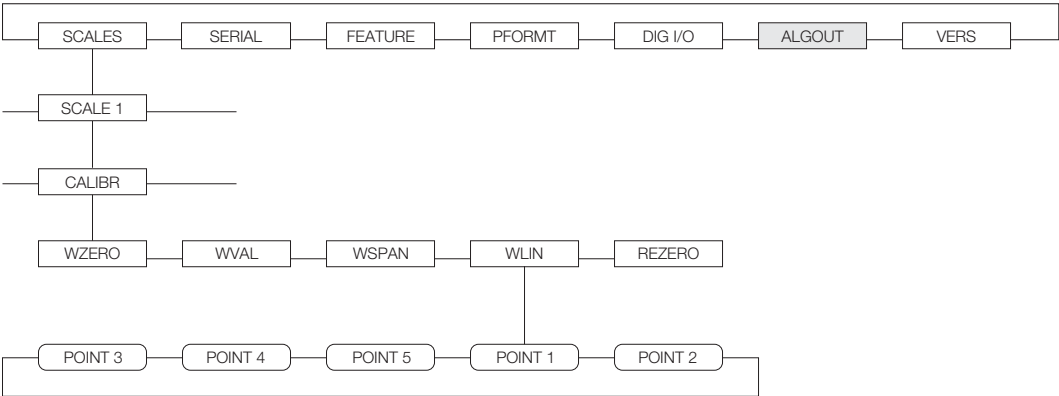 SCALES SERIAL FEATURE PFORMT DIG I/O ALGOUT VERS
SCALE 1
CALIBR
WZERO WVAL WSPAN WLIN REZERO
POINT 3 POINT 4 POINT 5 POINT 1 POINT 2